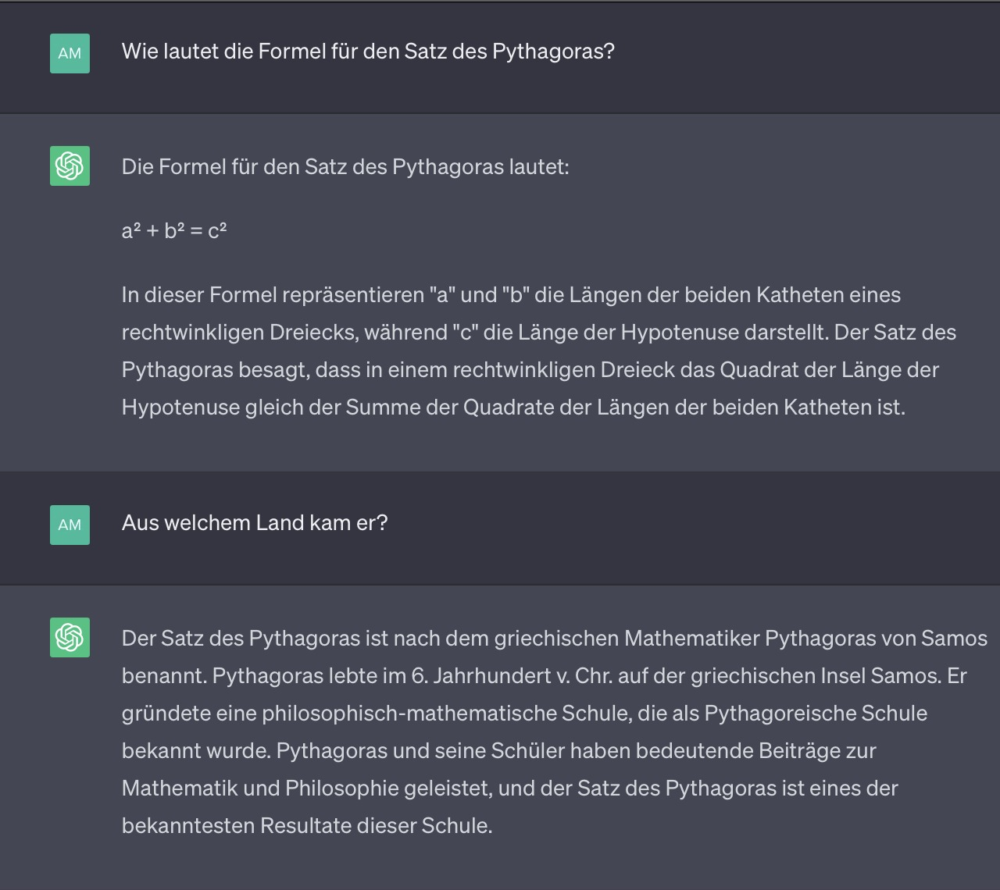 AM
Wie lautet die Formel für den Satz des Pythagoras?
Die Formel für den Satz des Pythagoras lautet:
a² + b² = c²
In dieser Formel repräsentieren "a" und "b" die Längen der beiden Katheten eines
rechtwinkligen Dreiecks, während "c" die Länge der Hypotenuse darstellt. Der Satz des
Pythagoras besagt, dass in einem rechtwinkligen Dreieck das Quadrat der Länge der
Hypotenuse gleich der Summe der Quadrate der Längen der beiden Katheten ist.
AM
Aus welchem Land kam er?
Der Satz des Pythagoras ist nach dem griechischen Mathematiker Pythagoras von Samos
benannt. Pythagoras lebte im 6. Jahrhundert v. Chr. auf der griechischen Insel Samos. Er
gründete eine philosophisch-mathematische Schule, die als Pythagoreische Schule
bekannt wurde. Pythagoras und seine Schüler haben bedeutende Beiträge zur
Mathematik und Philosophie geleistet, und der Satz des Pythagoras ist eines der
bekanntesten Resultate dieser Schule.